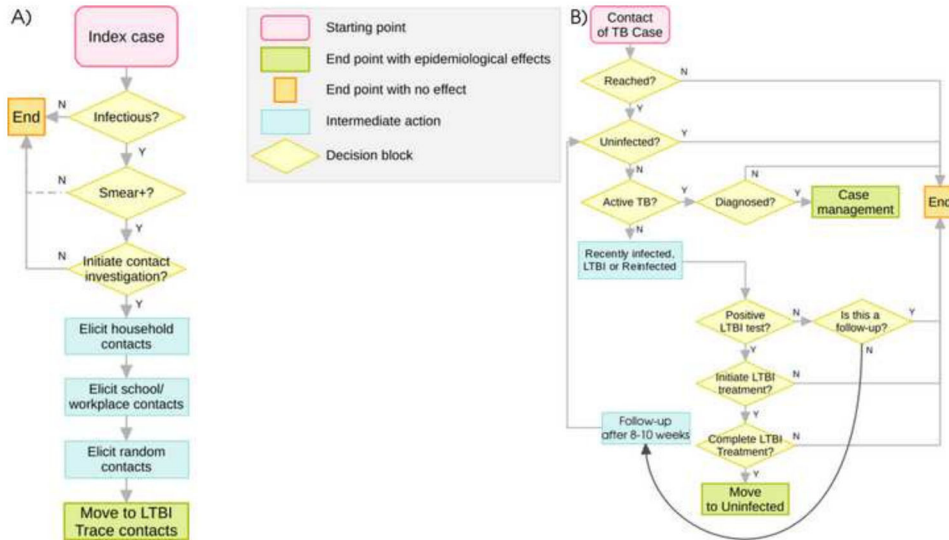 A)
Index case
Infectious?
N
End
Y
Smear+?
N
Y
Initiate contact
investigation?
N
Y
Elicit household
contacts
Elicit school/
workplace contacts
Elicit random
contacts
Move to LTBI
Trace contacts
Starting point
End point with epidemiological effects
End point with no effect
Intermediate action
Decision block
B)
Contact
of TB Case
Reached?
N
Y
Uninfected?
Y
N
Active TB?
Y
Diagnosed?
N
Y
Case
management
End
N
Recently infected,
LTBI or Reinfected
Positive
LTBI test?
N
Is this a
follow-up?
Y
N
Y
Initiate LTBI
treatment?
N
Y
Follow-up
after 8-10 weeks
Complete LTBI
Treatment?
N
Y
Move
to Uninfected